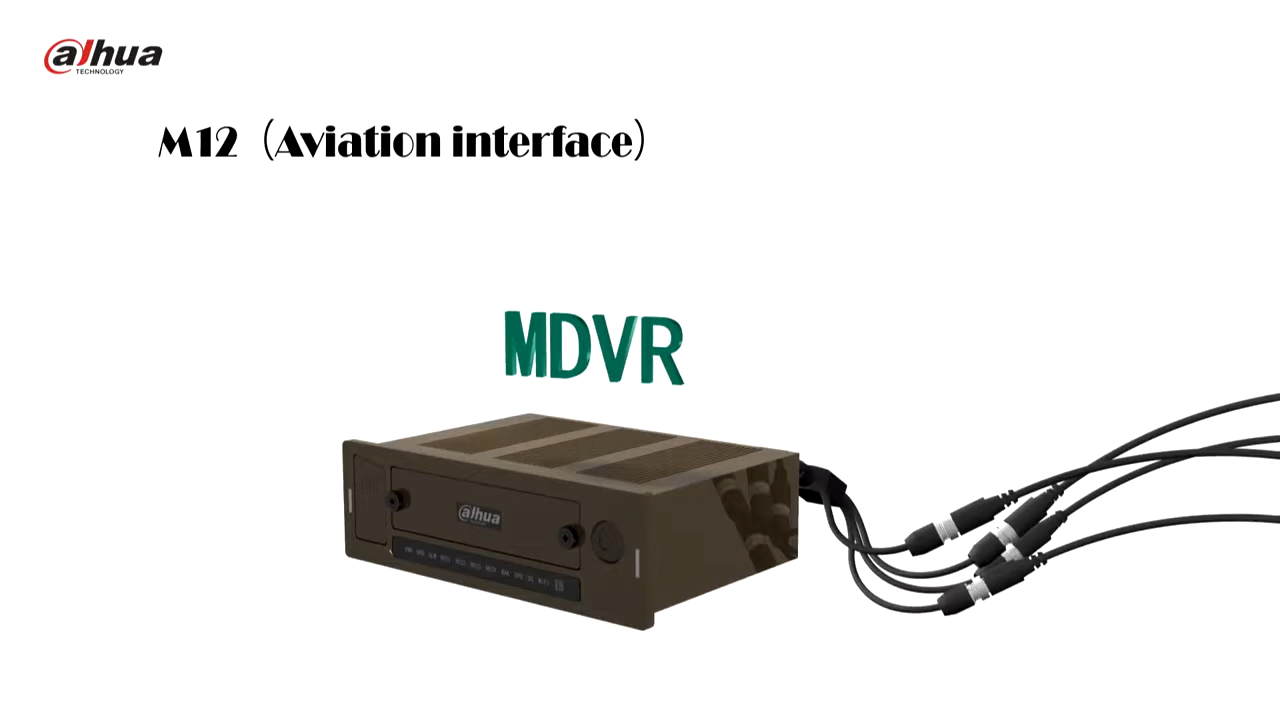 alhua
TECHNOLOGY
M12（Aviation interface）
MDVR
alhua